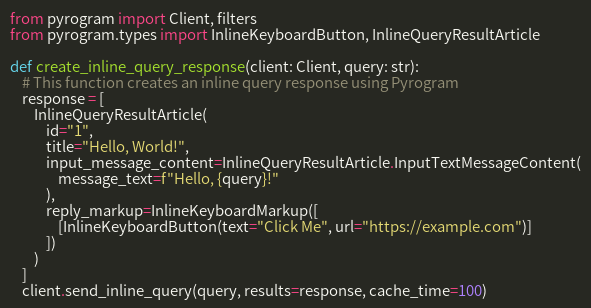 from pyrogram import Client, filters
from pyrogram.types import InlineKeyboardButton, InlineQueryResultArticle

def create_inline_query_response(client: Client, query: str):
    # This function creates an inline query response using Pyrogram
    response = [
        InlineQueryResultArticle(
            id="1",
            title="Hello, World!",
            input_message_content=InlineQueryResultArticle.InputTextMessageContent(
                message_text=f"Hello, {query}!"
            ),
            reply_markup=InlineKeyboardMarkup([
                [InlineKeyboardButton(text="Click Me", url="https://example.com")]
            ])
        )
    ]
    client.send_inline_query(query, results=response, cache_time=100)